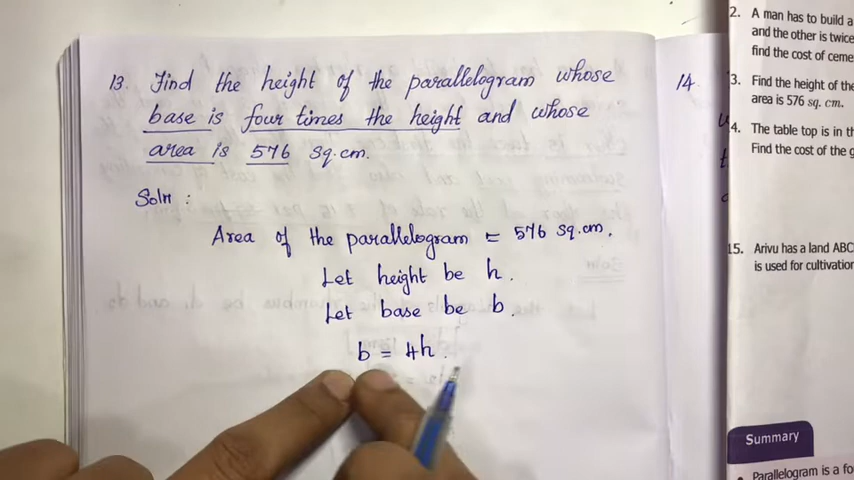 13. Find the height of the parallelogram whose
base is four times the height and whose
area is 576 sq.cm.
Soln :
Area of the parallelogram = 576 sq.cm.
Let height be h.
Let base be b.
b = 4h.
14
2. A man has to build a
and the other is twice
find the cost of ceme
3. Find the height of the
area is 576 sq. cm.
4. The table top is in th
Find the cost of the g
15. Arivu has a land ABC
is used for cultivation
Summary
• Parallelogram is a fo